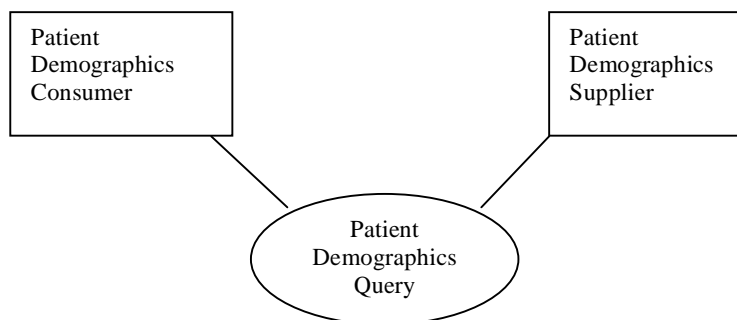 Patient
Demographics
Consumer
Patient
Demographics
Supplier
Patient
Demographics
Query